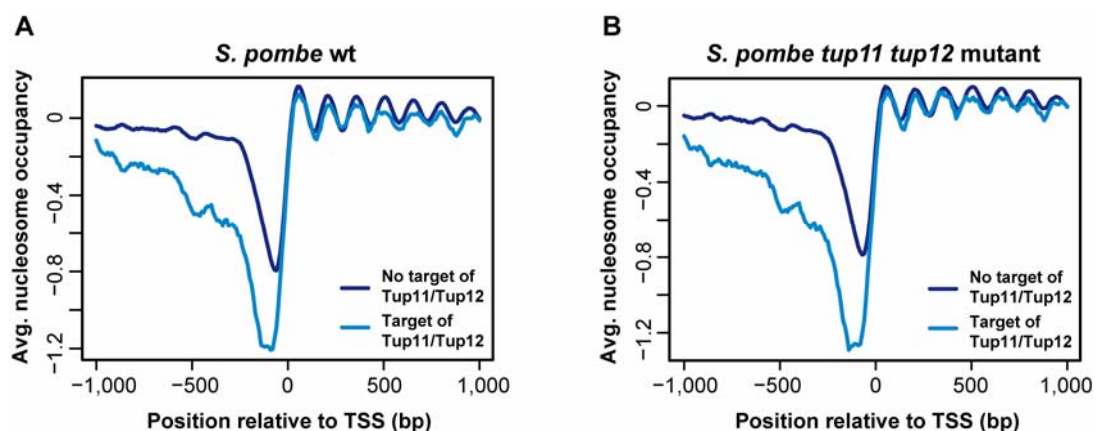 A
S. pombe wt
Avg. nucleosome occupancy
0
−0.4
−0.8
−1.2
No target of
Tup11/Tup12
Target of
Tup11/Tup12
−1,000
−500
0
500
1,000
Position relative to TSS (bp)
B
S. pombe tup11 tup12 mutant
Avg. nucleosome occupancy
0
−0.4
−0.8
−1.2
No target of
Tup11/Tup12
Target of
Tup11/Tup12
−1,000
−500
0
500
1,000
Position relative to TSS (bp)